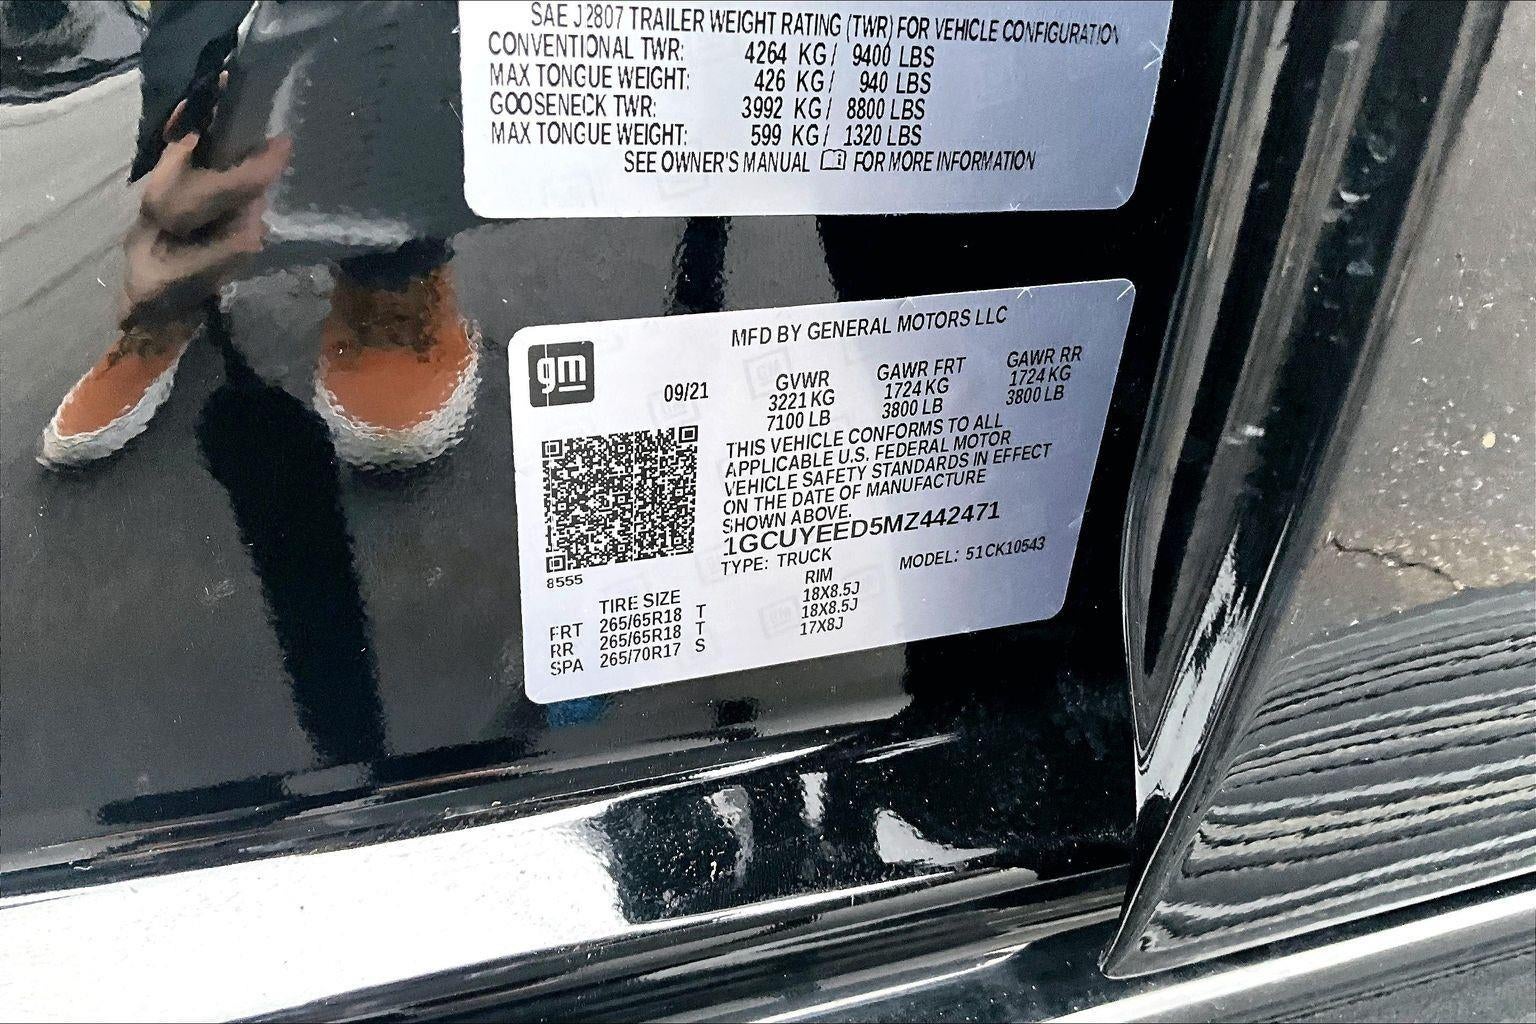 SAE J2807 TRAILER WEIGHT RATING (TWR) FOR VEHICLE CONFIGURATION
CONVENTIONAL TWR: 4264 KG/ 9400 LBS
MAX TONGUE WEIGHT: 426 KG/ 940 LBS
GOOSENECK TWR: 3992 KG/ 8800 LBS
MAX TONGUE WEIGHT: 599 KG/ 1320 LBS
SEE OWNER'S MANUAL FOR MORE INFORMATION
gm
MFD BY GENERAL MOTORS LLC
09/21
GVWR GAWR FRT GAWR RR
3221 KG 1724 KG 1724 KG
7100 LB 3800 LB 3800 LB
THIS VEHICLE CONFORMS TO ALL
APPLICABLE U.S. FEDERAL MOTOR
VEHICLE SAFETY STANDARDS IN EFFECT
ON THE DATE OF MANUFACTURE
SHOWN ABOVE.
1GCUYEED5MZ442471
TYPE: TRUCK MODEL: 51CK10543
8555
TIRE SIZE RIM
FRT 265/65R18 T 18X8.5J
RR 265/65R18 T 18X8.5J
SPA 265/70R17 S 17X8J